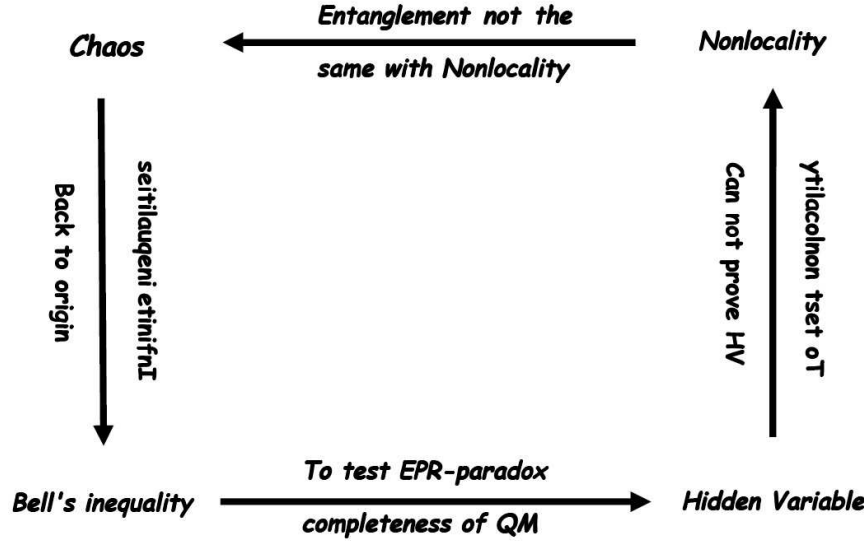 Entanglement not the
Chaos
Nonlocality
same with Nonlocality
Back to origin
seitilauqeni etinifnI
Can not prove HV
ytilacolnon tset oT
To test EPR-paradox
Bell's inequality
Hidden Variable
completeness of QM